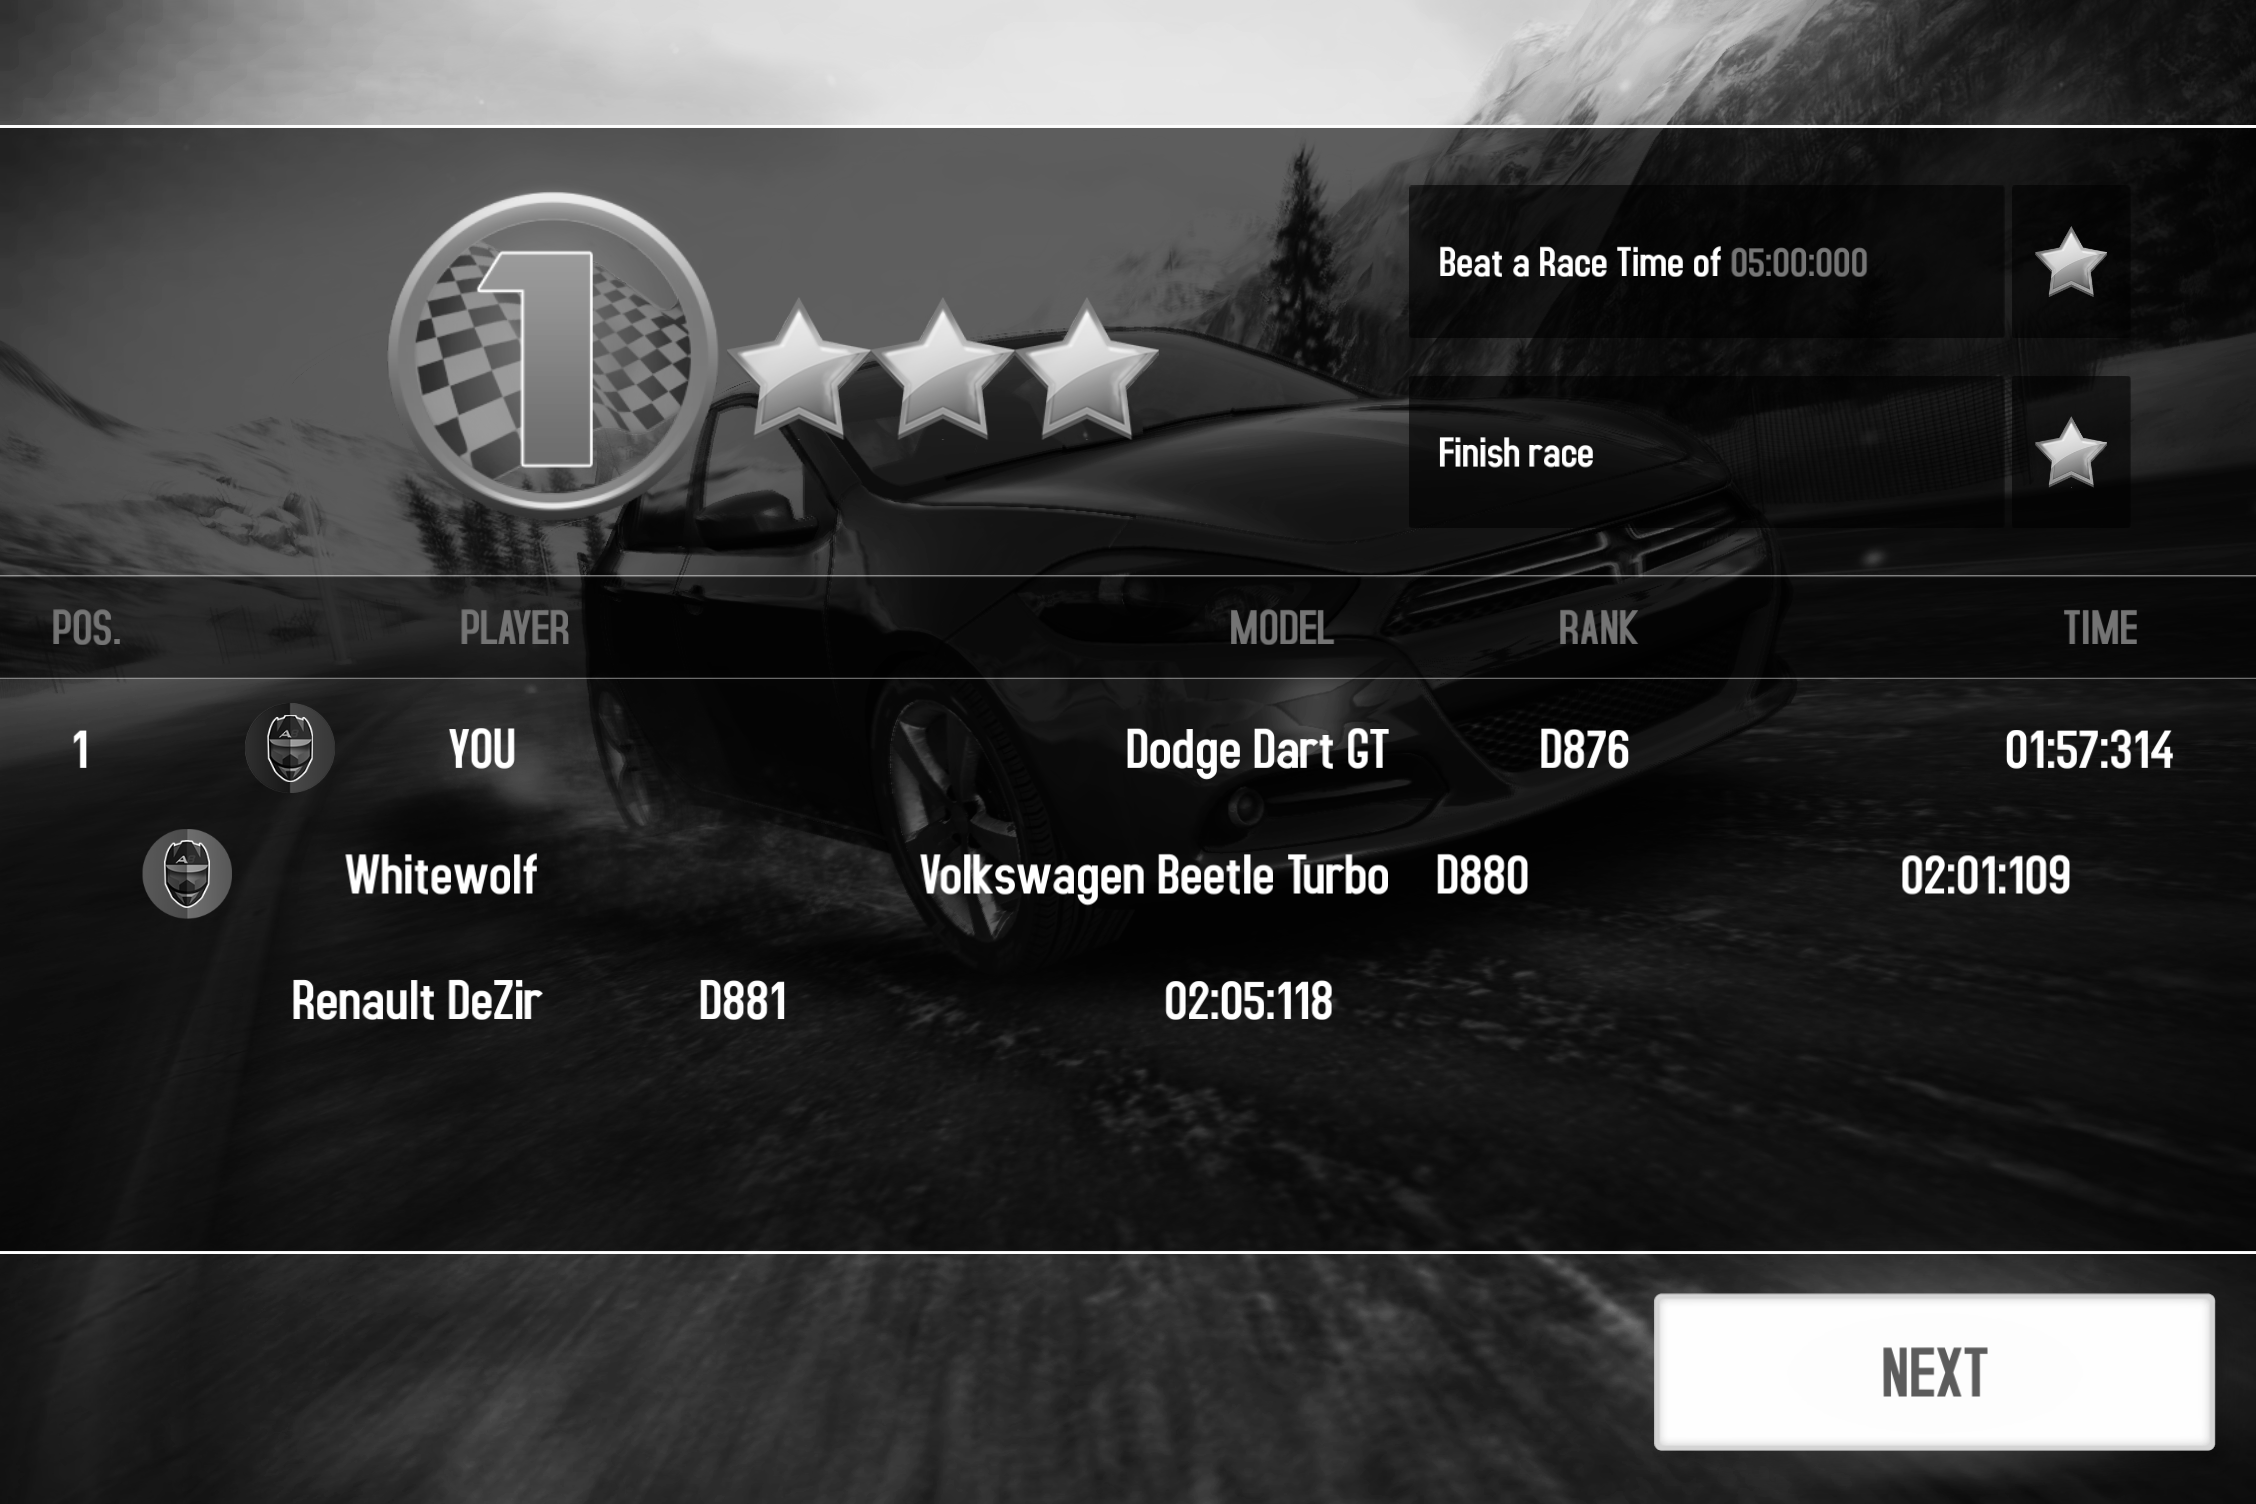 1
Beat a Race Time of 05:00:000
Finish race
POS. PLAYER MODEL RANK TIME
1 YOU Dodge Dart GT D876 01:57:314
Whitewolf Volkswagen Beetle Turbo D880 02:01:109
Renault DeZir D881 02:05:118
NEXT